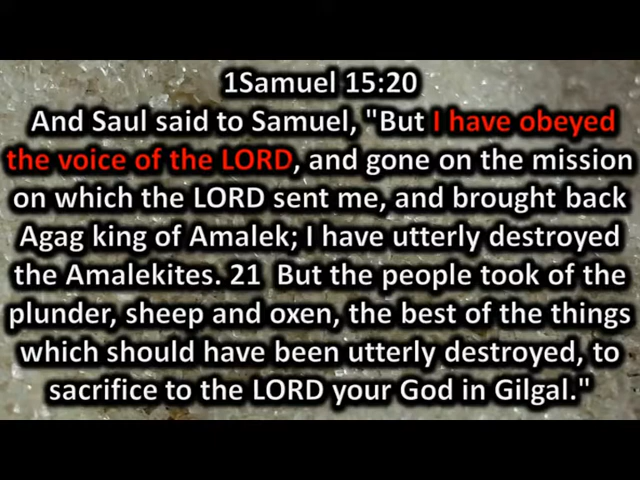 1Samuel 15:20
And Saul said to Samuel, "But I have obeyed
the voice of the LORD, and gone on the mission
on which the LORD sent me, and brought back
Agag king of Amalek; I have utterly destroyed
the Amalekites. 21  But the people took of the
plunder, sheep and oxen, the best of the things
which should have been utterly destroyed, to
sacrifice to the LORD your God in Gilgal."